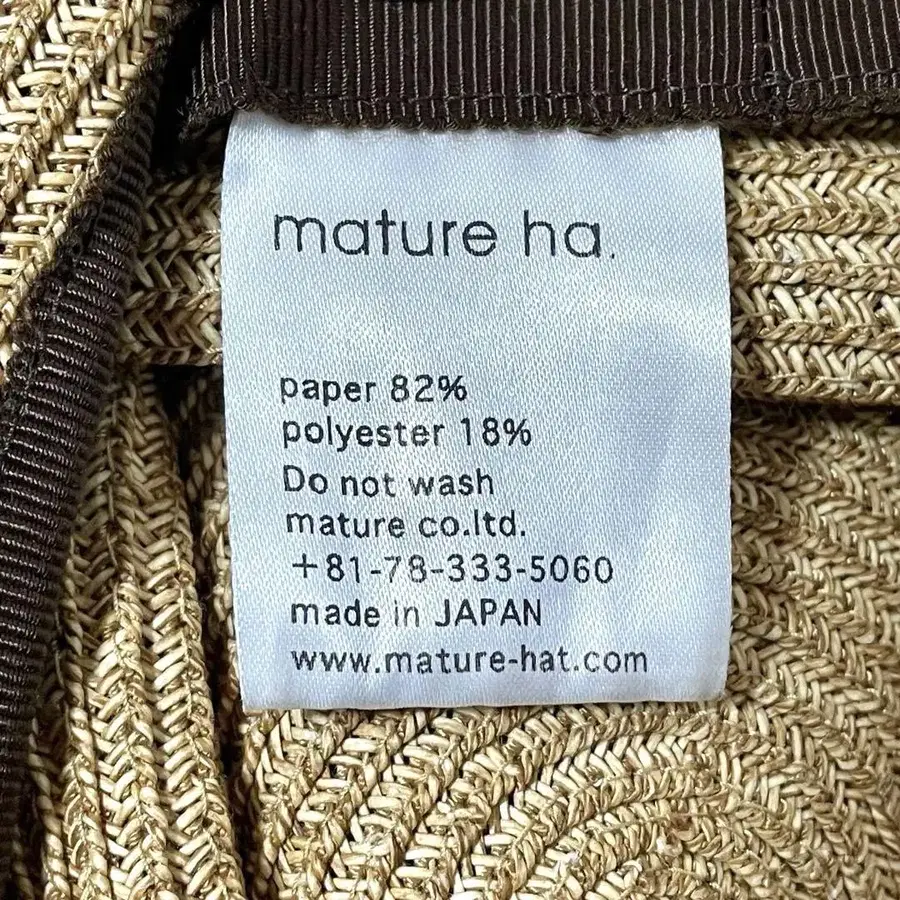 mature ha.
paper 82%
polyester 18%
Do not wash
mature co.ltd.
+81-78-333-5060
made in JAPAN
www.mature-hat.com